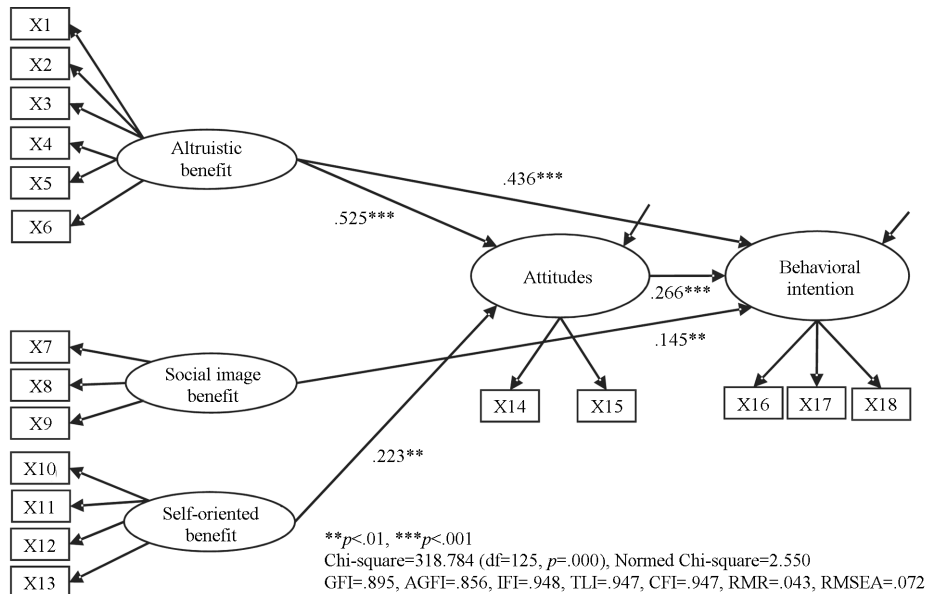 X1
X2
X3
X4
X5
X6
Altruistic
benefit
.436***
.525***
Attitudes
Behavioral
intention
.266***
.145**
X7
X8
X9
Social image
benefit
X14
X15
X16
X17
X18
.223**
X10
X11
X12
X13
Self-oriented
benefit
**p<.01, ***p<.001
Chi-square=318.784 (df=125, p=.000), Normed Chi-square=2.550
GFI=.895, AGFI=.856, IFI=.948, TLI=.947, CFI=.947, RMR=.043, RMSEA=.072